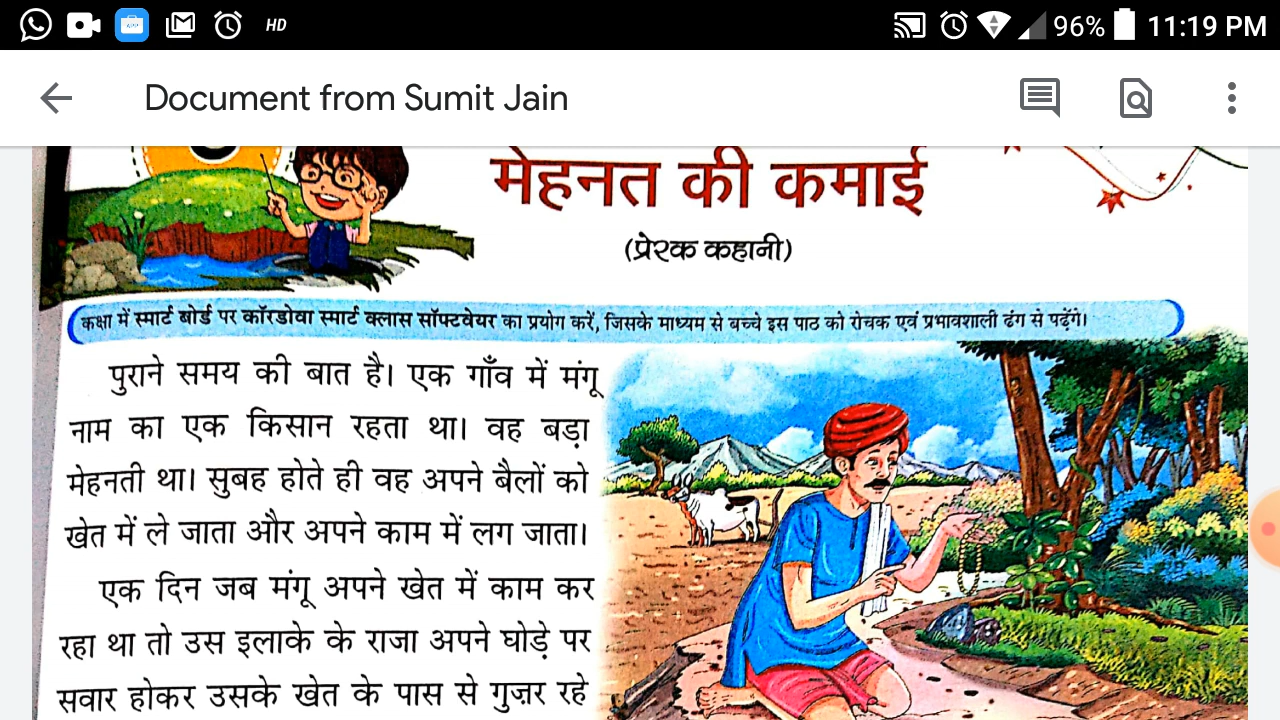 HD
96% 11:19 PM
Document from Sumit Jain
मेहनत की कमाई
(प्रेरक कहानी)
कक्षा में स्मार्ट बोर्ड पर कॉरडोवा स्मार्ट क्लास सॉफ्टवेयर का प्रयोग करें, जिसके माध्यम से बच्चे इस पाठ को रोचक एवं प्रभावशाली ढंग से पढ़ेंगे।
पुराने समय की बात है। एक गाँव में मंगू
नाम का एक किसान रहता था। वह बड़ा
मेहनती था। सुबह होते ही वह अपने बैलों को
खेत में ले जाता और अपने काम में लग जाता।
एक दिन जब मंगू अपने खेत में काम कर
रहा था तो उस इलाके के राजा अपने घोड़े पर
सवार होकर उसके खेत के पास से गुज़र रहे